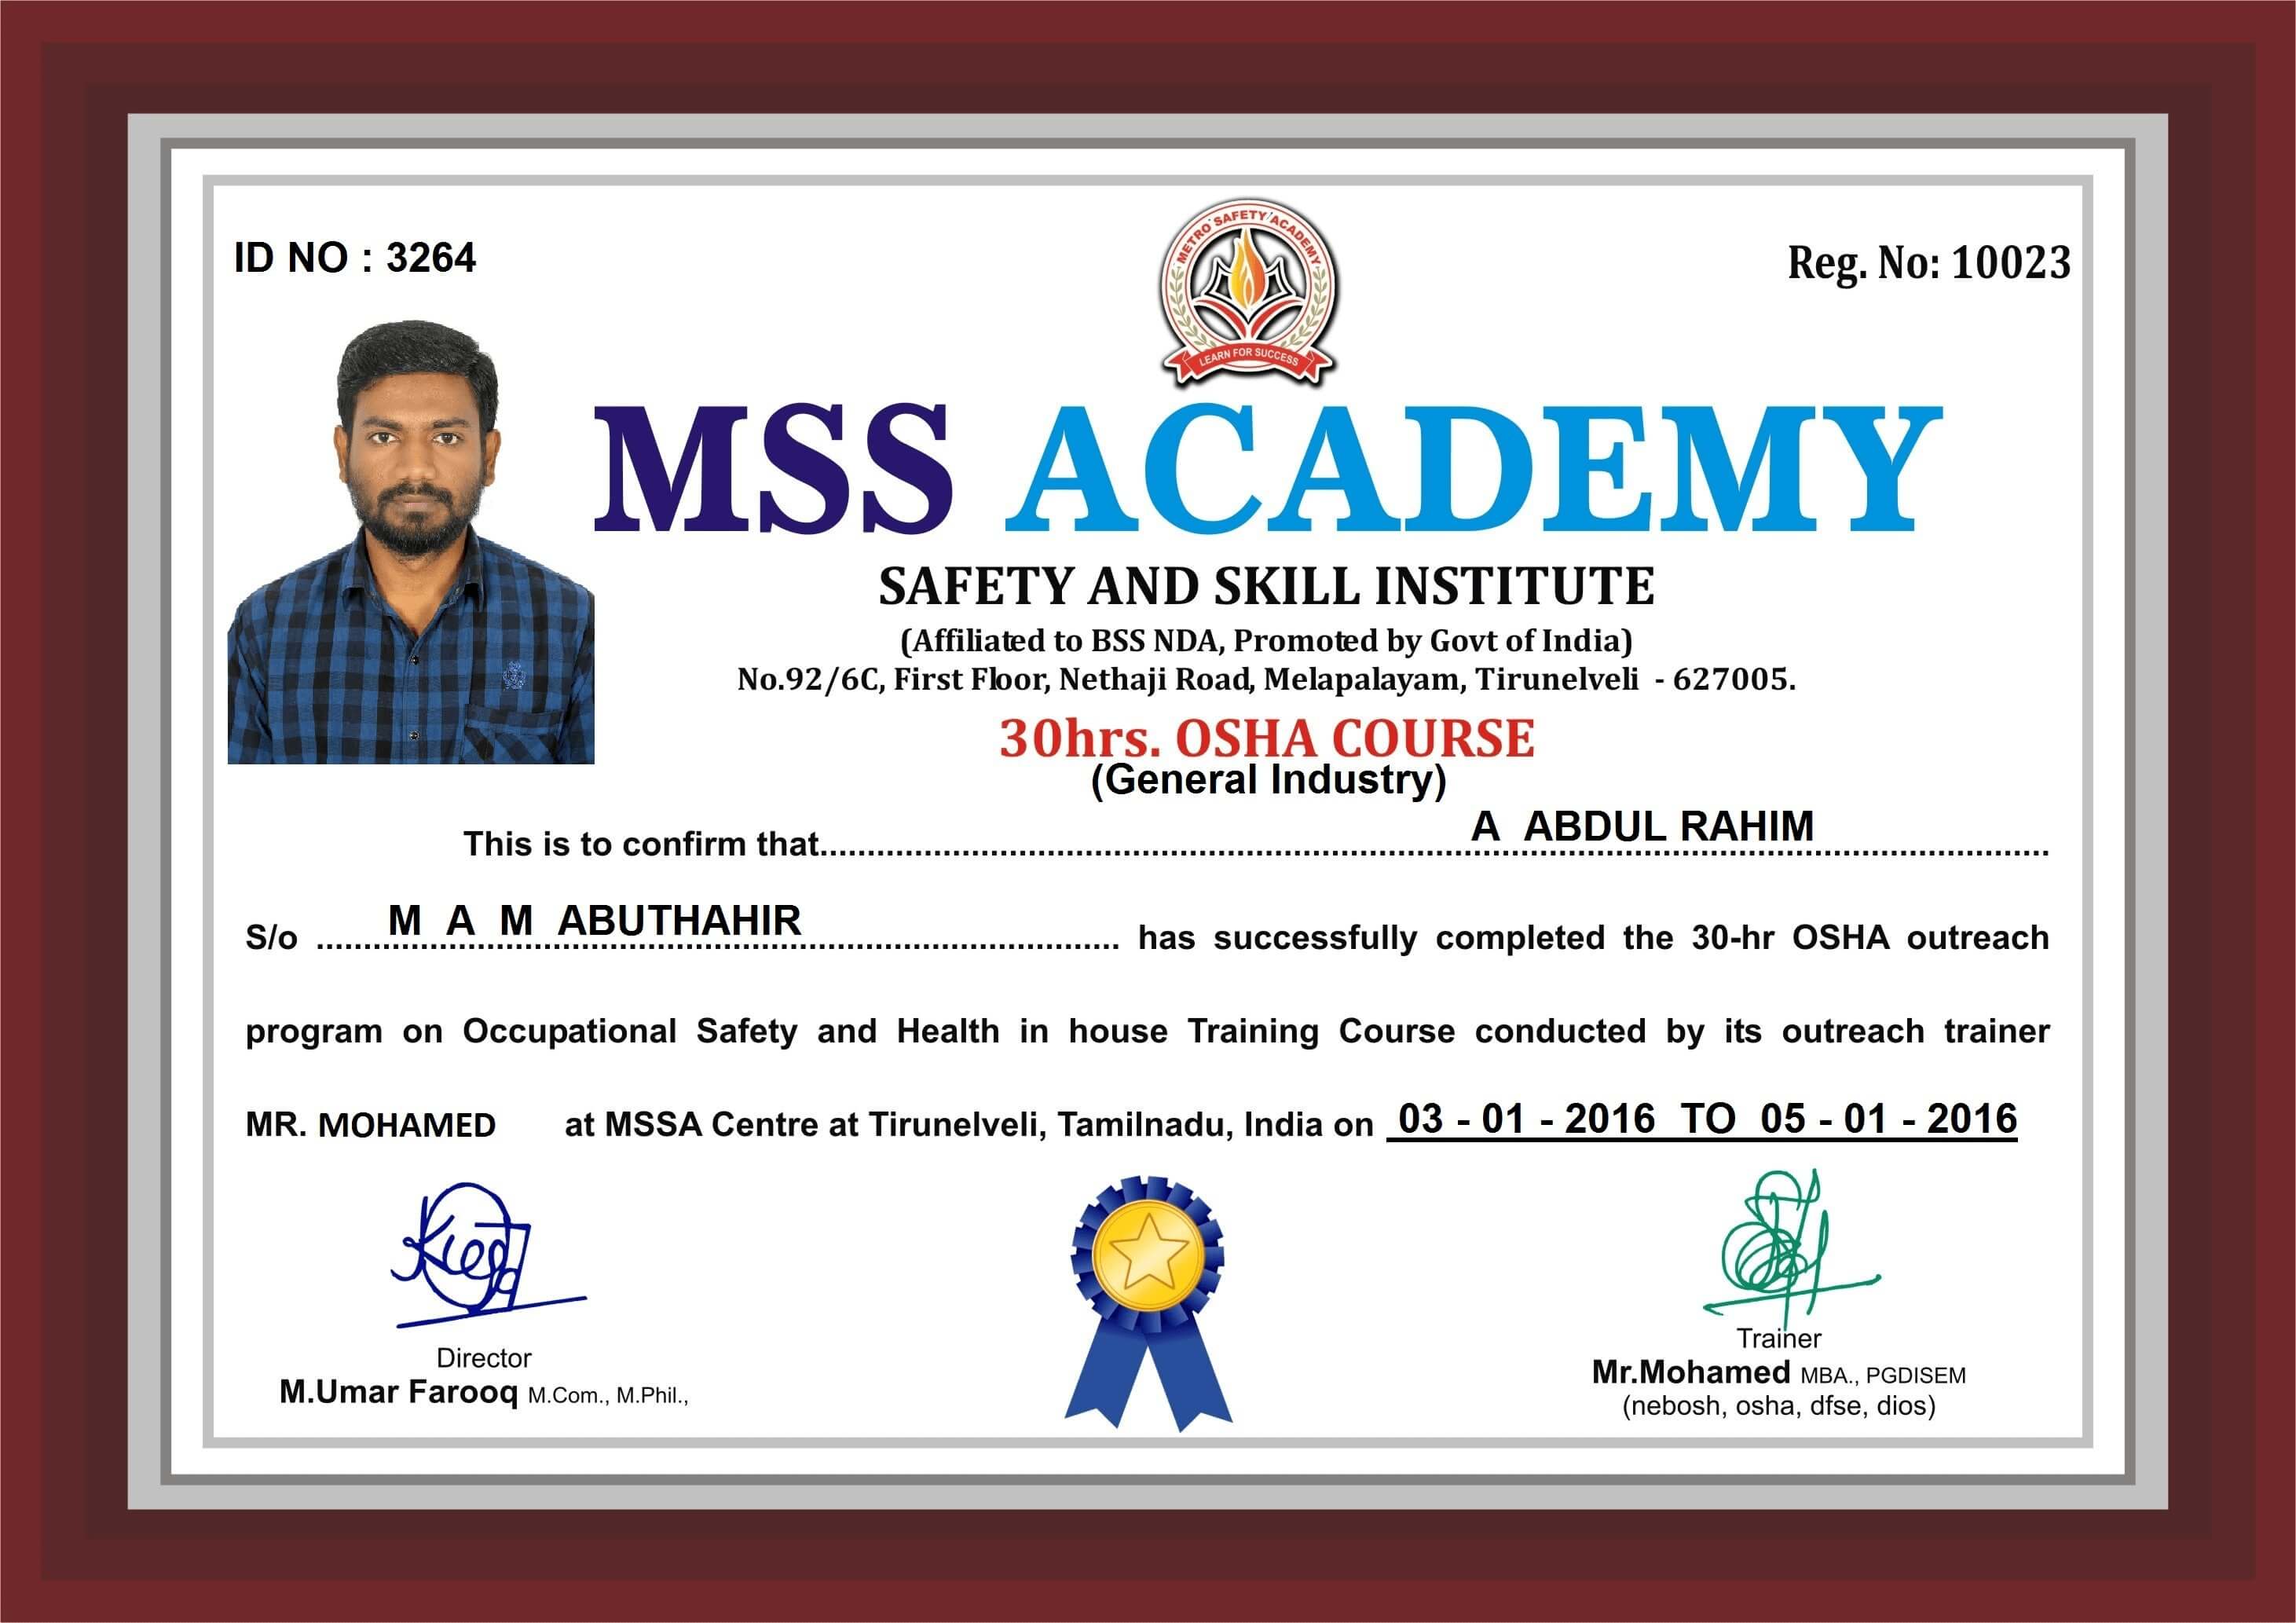 ID NO : 3264
METRO SAFETY ACADEMY
LEARN FOR SUCCESS
Reg. No: 10023
MSS ACADEMY
SAFETY AND SKILL INSTITUTE
(Affiliated to BSS NDA, Promoted by Govt of India)
No.92/6C, First Floor, Nethaji Road, Melapalayam, Tirunelveli - 627005.
30hrs. OSHA COURSE
(General Industry)
This is to confirm that A ABDUL RAHIM
S/o M A M ABUTHAHIR has successfully completed the 30-hr OSHA outreach
program on Occupational Safety and Health in house Training Course conducted by its outreach trainer
MR. MOHAMED at MSSA Centre at Tirunelveli, Tamilnadu, India on 03 - 01 - 2016 TO 05 - 01 - 2016
Director
M.Umar Farooq M.Com., M.Phil.,
Trainer
Mr.Mohamed MBA., PGDISEM
(nebosh, osha, dfse, dios)